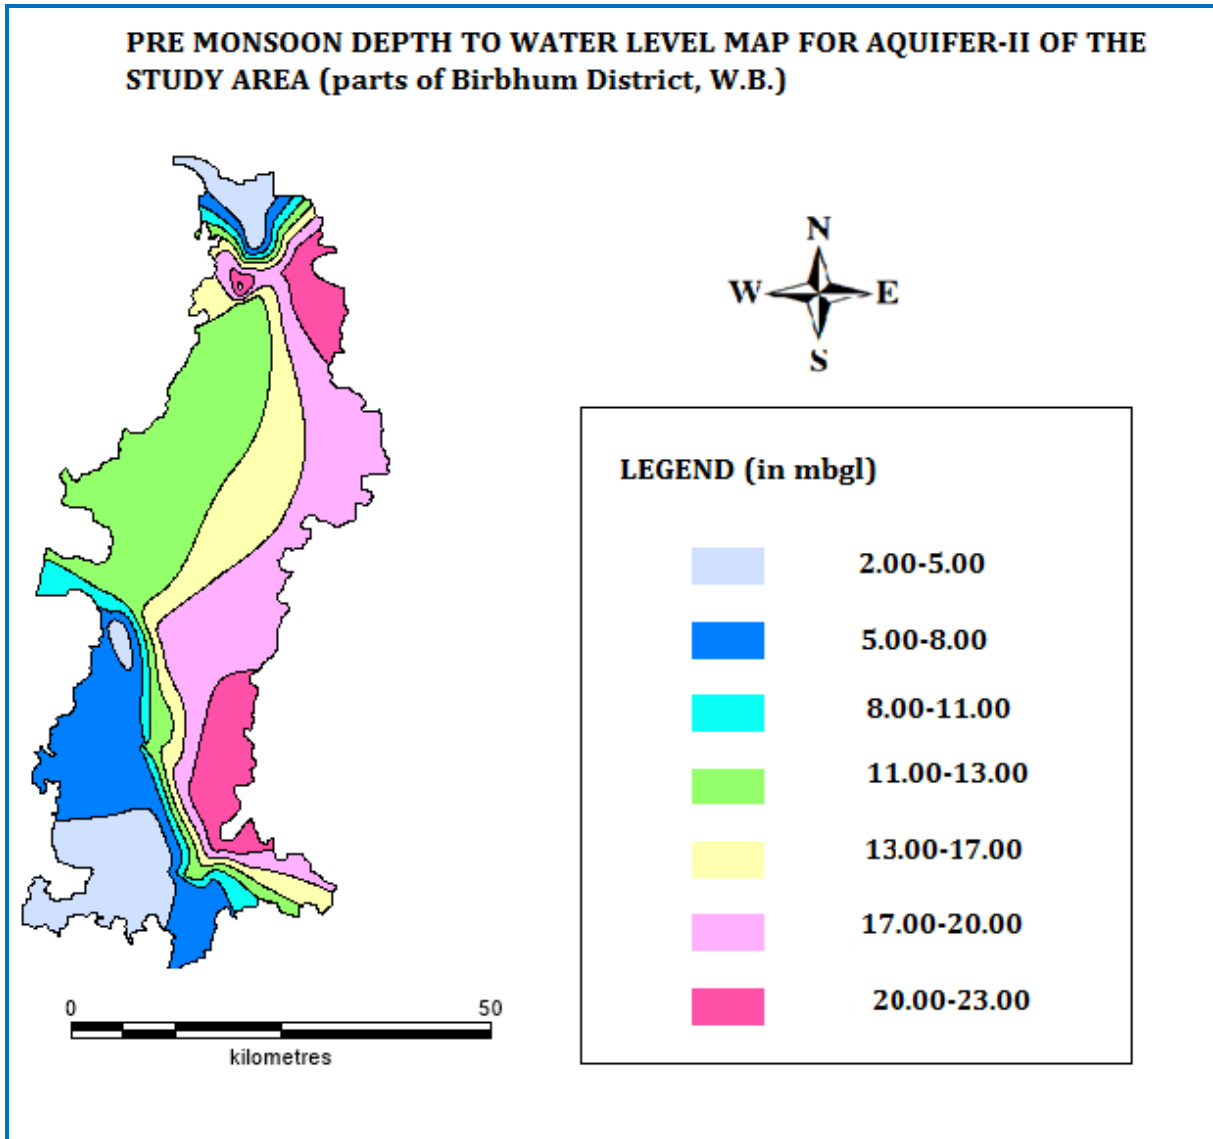 PRE MONSOON DEPTH TO WATER LEVEL MAP FOR AQUIFER-II OF THE
STUDY AREA (parts of Birbhum District, W.B.)
N
W E
S
LEGEND (in mbgl)
2.00-5.00
5.00-8.00
8.00-11.00
11.00-13.00
13.00-17.00
17.00-20.00
20.00-23.00
0 50
kilometres